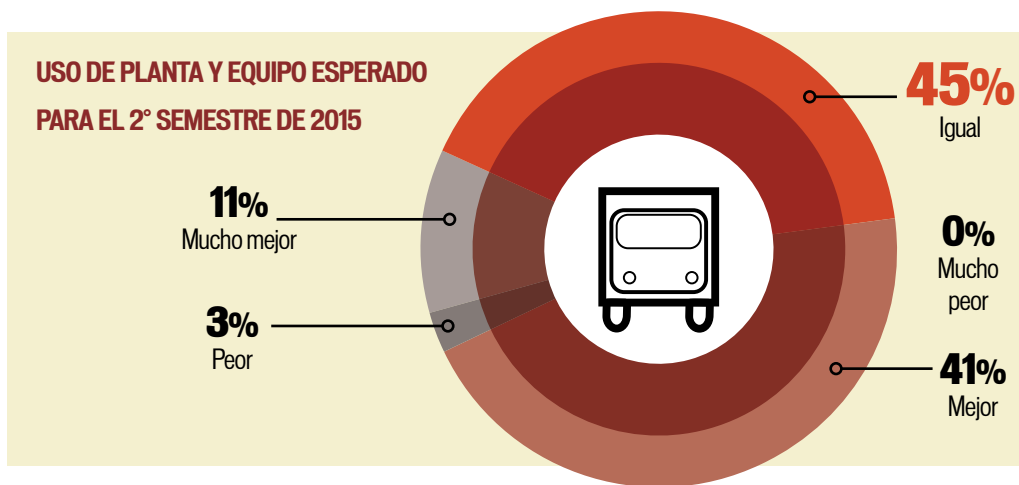 USO DE PLANTA Y EQUIPO ESPERADO
PARA EL 2° SEMESTRE DE 2015
45%
Igual
11%
Mucho mejor
0%
Mucho
peor
3%
Peor
41%
Mejor